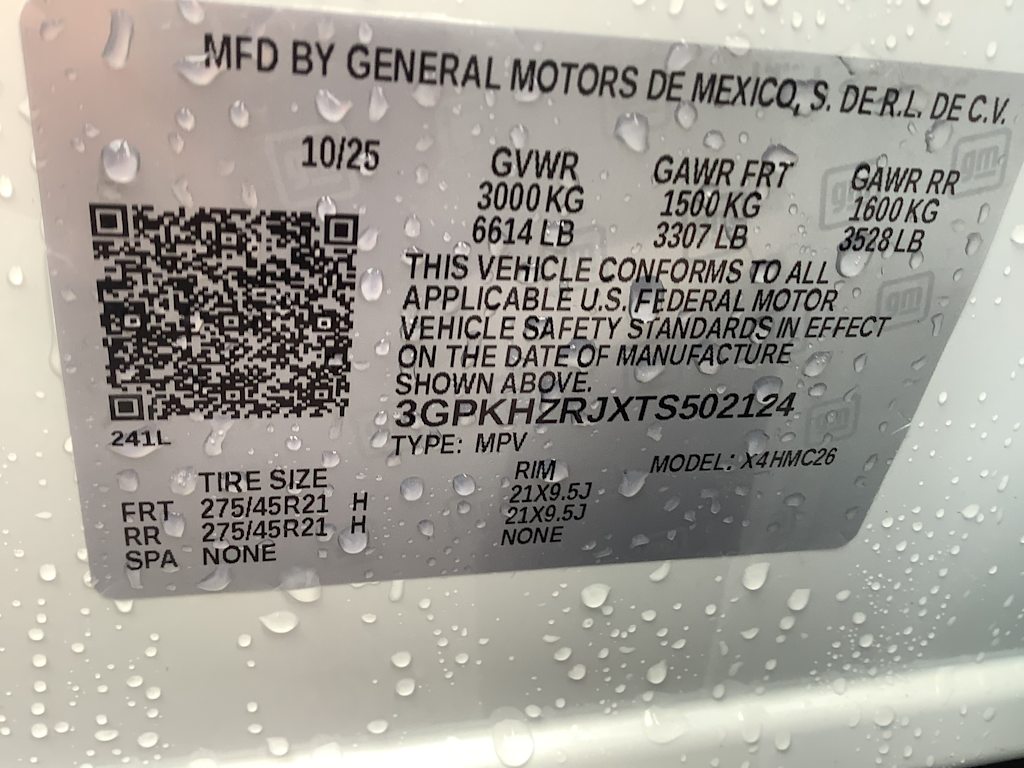 MFD BY GENERAL MOTORS DE MEXICO, S. DE R.L. DE C.V.
10/25
GVWR GAWR FRT GAWR RR
3000 KG 1500 KG 1600 KG
6614 LB 3307 LB 3528 LB
THIS VEHICLE CONFORMS TO ALL
APPLICABLE U.S. FEDERAL MOTOR
VEHICLE SAFETY STANDARDS IN EFFECT
ON THE DATE OF MANUFACTURE
SHOWN ABOVE.
3GPKHZRJXTS502124
241L
TYPE: MPV
MODEL: X4HMC26
TIRE SIZE RIM
FRT 275/45R21 H 21X9.5J
RR 275/45R21 H 21X9.5J
SPA NONE NONE
gm
gm
gm